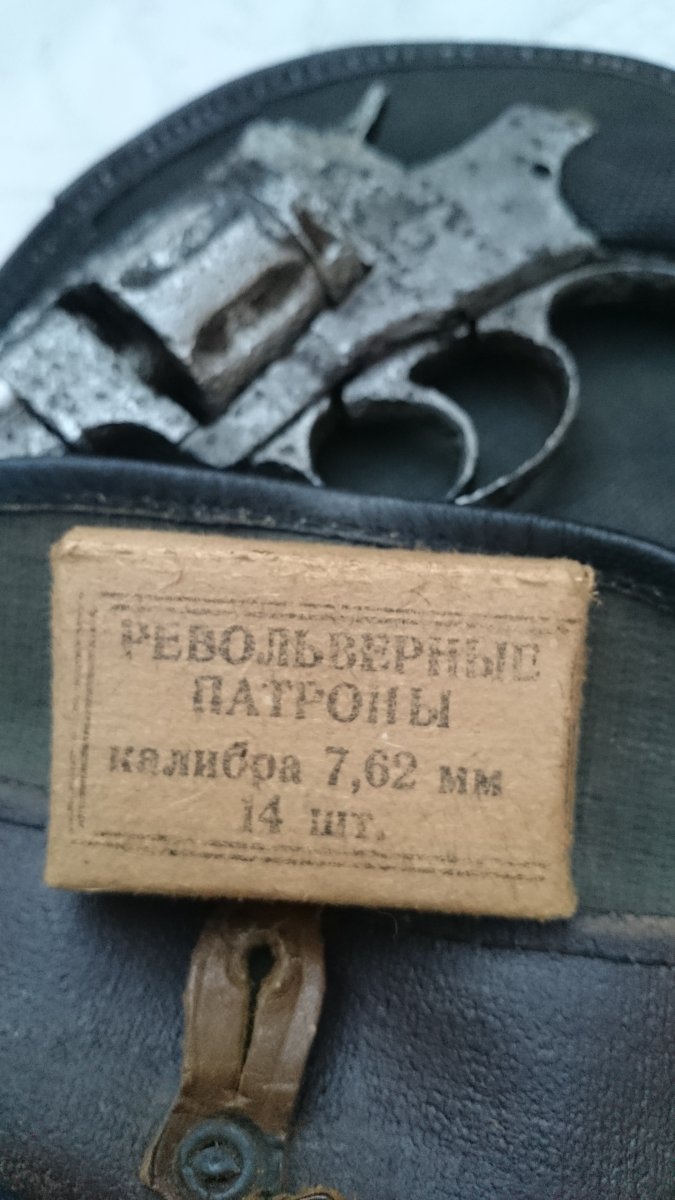 РЕВОЛЬВЕРНЫЕ
ПАТРОНЫ
калибра 7,62 мм
14 шт.